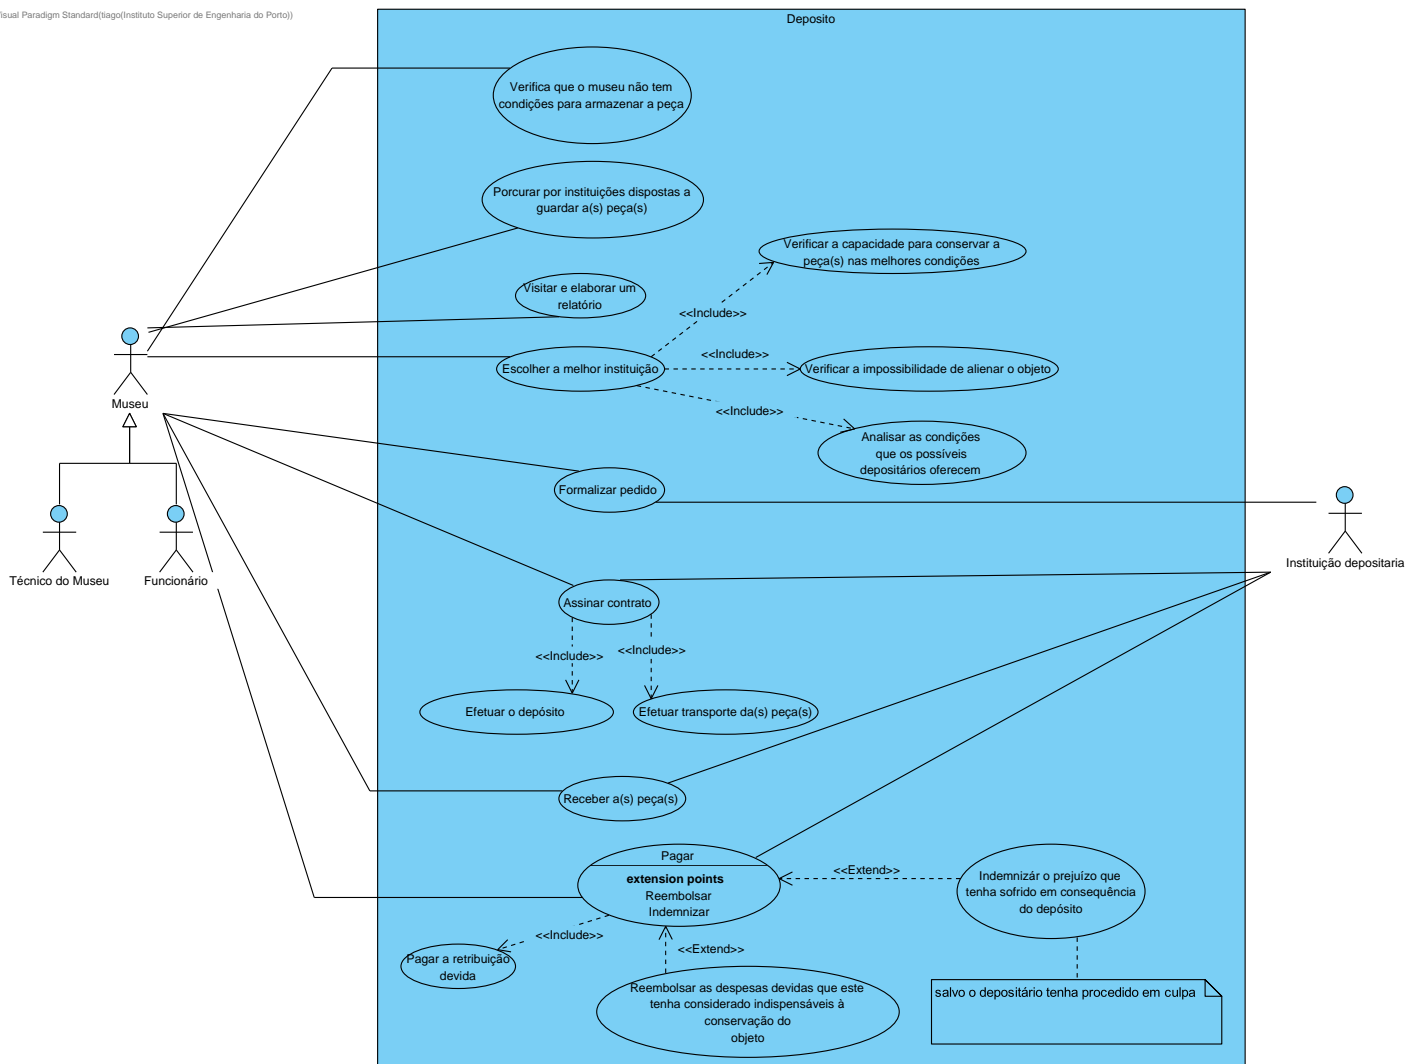 Visual Paradigm Standard(tiago(Instituto Superior de Engenharia do Porto))
Deposito
Verifica que o museu não tem
condições para armazenar a peça
Porcurar por instituições dispostas a
guardar a(s) peça(s)
Verificar a capacidade para conservar a
peça(s) nas melhores condições
Visitar e elaborar um
relatório
<<Include>>
<<Include>>
Escolher a melhor instituição
Verificar a impossibilidade de alienar o objeto
Museu
<<Include>>
Analisar as condições
que os possíveis
depositários oferecem
Formalizar pedido
Técnico do Museu
Funcionário
Instituição depositaria
Assinar contrato
<<Include>>
<<Include>>
Efetuar o depósito
Efetuar transporte da(s) peça(s)
Receber a(s) peça(s)
Pagar
extension points
Reembolsar
Indemnizar
<<Extend>>
Indemnizár o prejuízo que
tenha sofrido em consequência
do depósito
<<Include>>
<<Extend>>
Pagar a retribuição
devida
Reembolsar as despesas devidas que este
tenha considerado indispensáveis à
conservação do
objeto
salvo o depositário tenha procedido em culpa